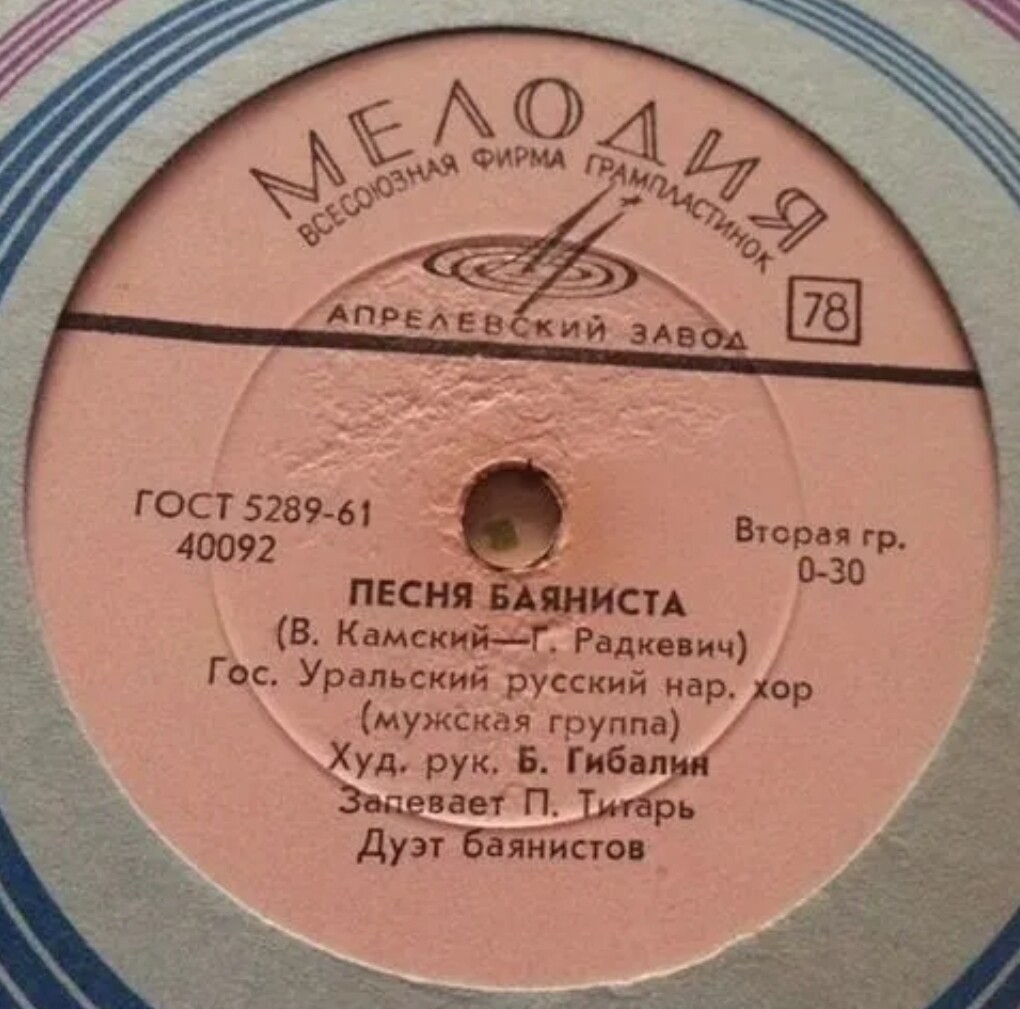 МЕЛОДИЯ
ВСЕСОЮЗНАЯ ФИРМА ГРАМПЛАСТИНОК
АПРЕЛЕВСКИЙ ЗАВОД
78
ГОСТ 5289-61
40092
Вторая гр.
0-30
ПЕСНЯ БАЯНИСТА
(В. Камский—Г. Радкевич)
Гос. Уральский русский нар. хор
(мужская группа)
Худ. рук. Б. Гибалин
Запевает П. Титарь
Дуэт баянистов